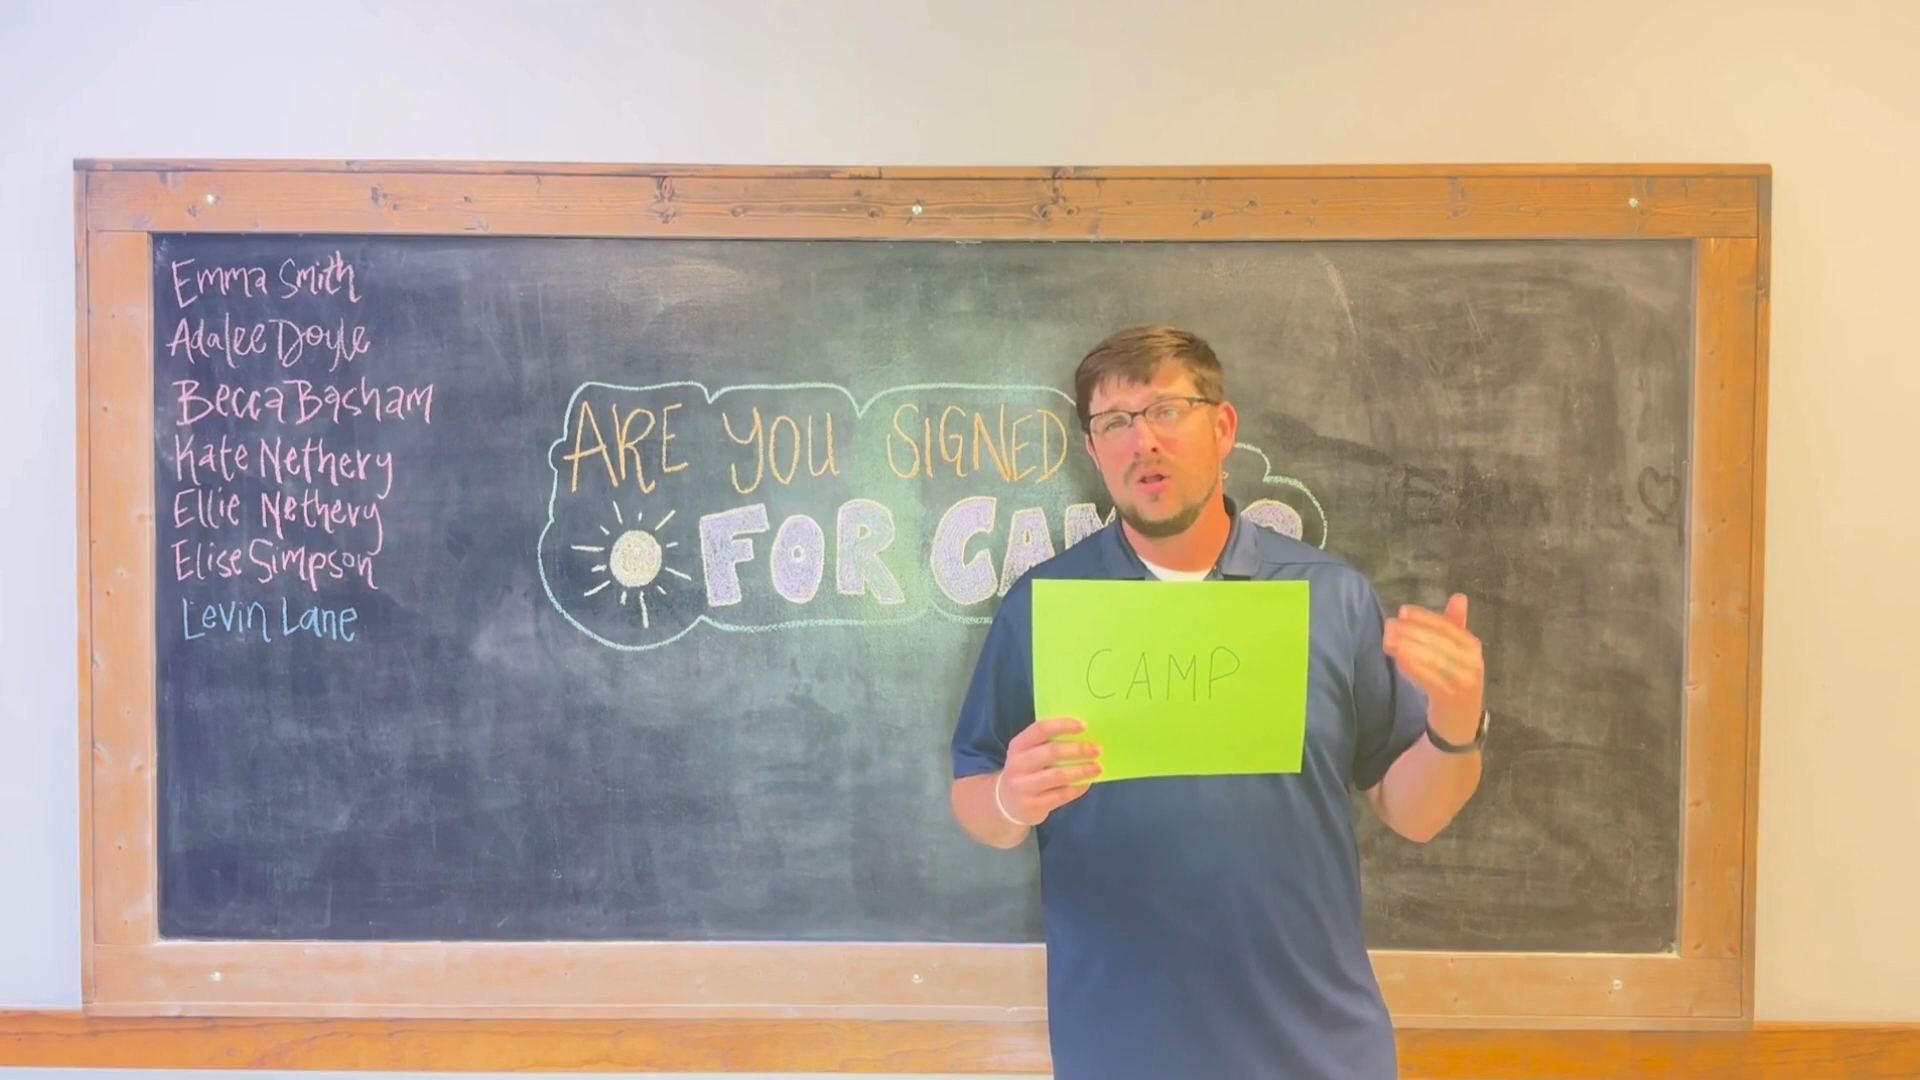 Emma Smith
Adalee Doyle
Becca Basham
Kate Nethery
Ellie Nethery
Elise Simpson
Levin Lane
ARE YOU SIGNED
FOR
CAMP